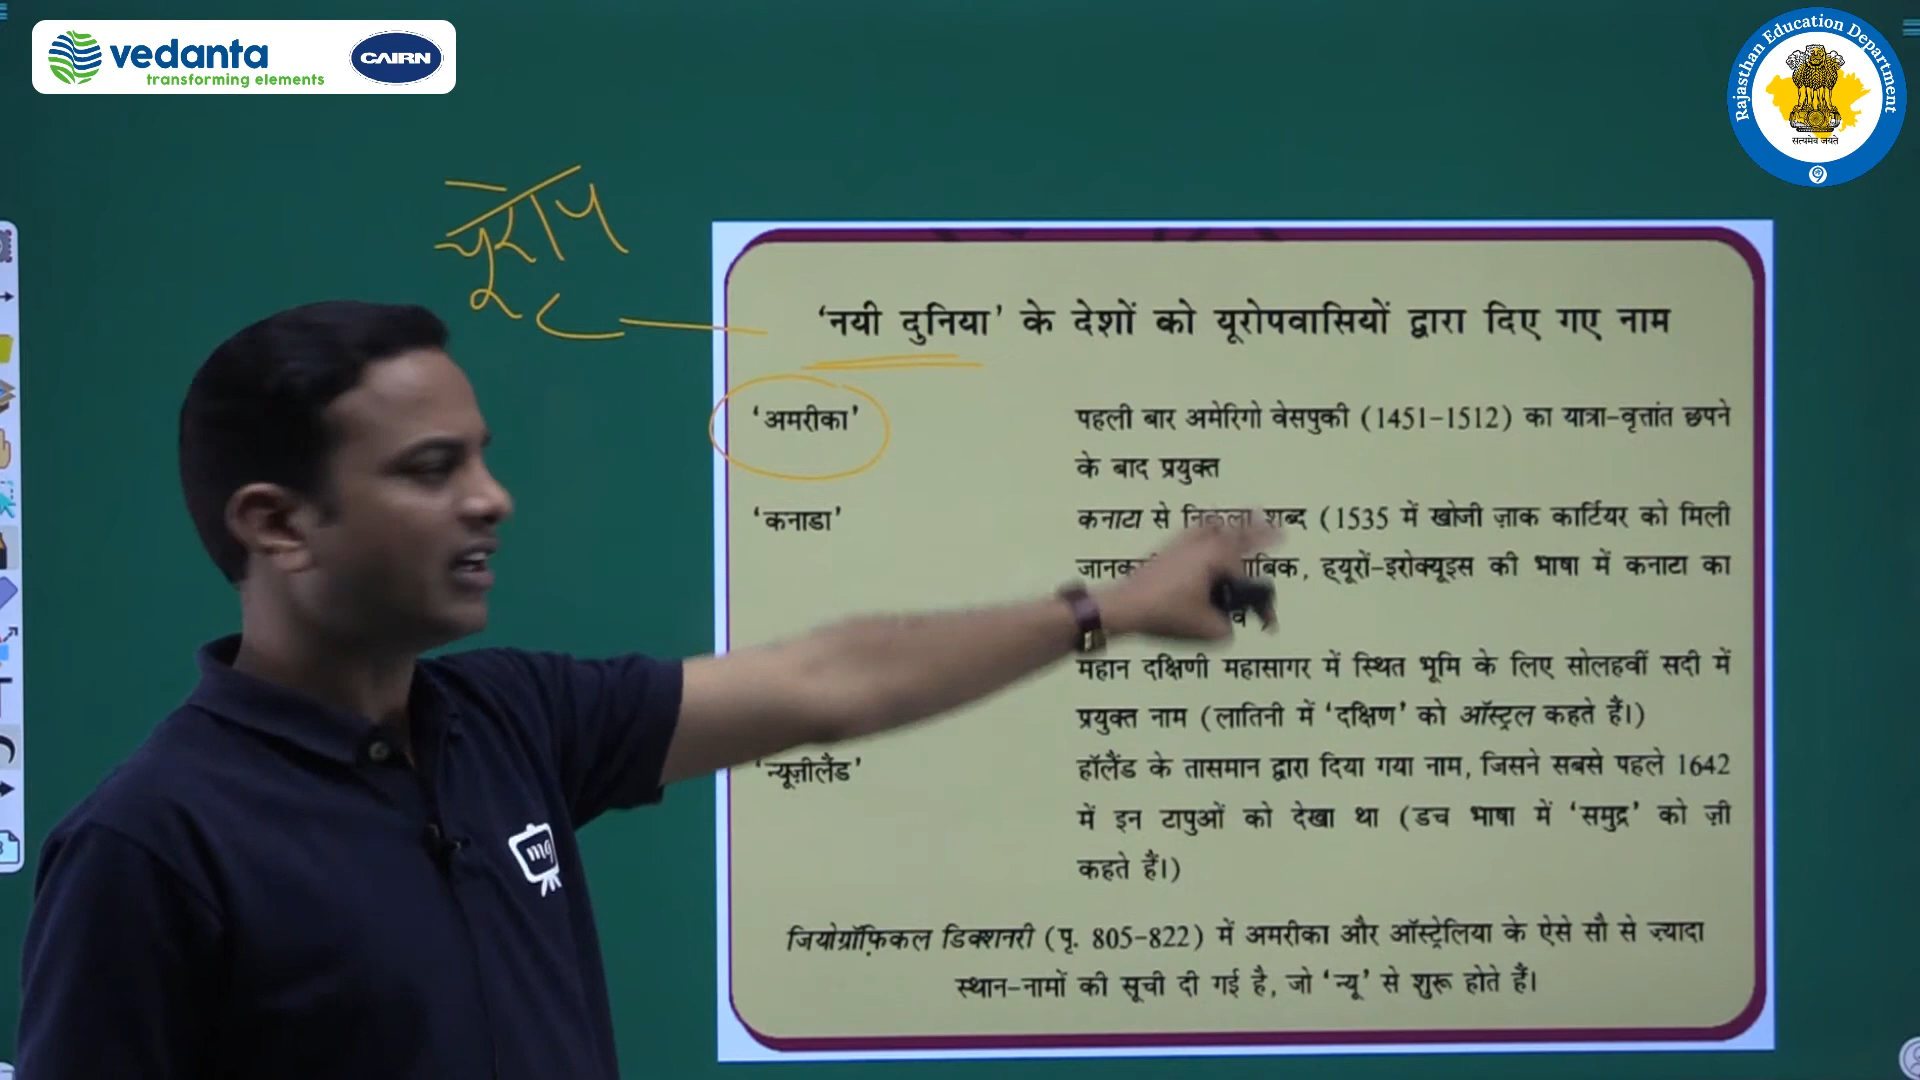 vedanta
transforming elements
CAIRN
Rajasthan Education Department
सत्यमेव जयते
यूरोप
'नयी दुनिया' के देशों को यूरोपवासियों द्वारा दिए गए नाम
'अमरीका'
पहली बार अमेरिगो वेसपुकी (1451-1512) का यात्रा-वृत्तांत छपने
के बाद प्रयुक्त
'कनाडा'
कनाटा से निकला शब्द (1535 में खोजी ज़ाक कार्टियर को मिली
, ह्यूरों-इरोक्यूइस की भाषा में कनाटा का
महान दक्षिणी महासागर में स्थित भूमि के लिए सोलहवीं सदी में
प्रयुक्त नाम (लातिनी में 'दक्षिण' को ऑस्ट्रल कहते हैं।)
'न्यूज़ीलैंड'
हॉलैंड के तासमान द्वारा दिया गया नाम, जिसने सबसे पहले 1642
में इन टापुओं को देखा था (डच भाषा में 'समुद्र' को ज़ी
कहते हैं।)
जियोग्रॉफ़िकल डिक्शनरी (पृ. 805-822) में अमरीका और ऑस्ट्रेलिया के ऐसे सौ से ज़्यादा
स्थान-नामों की सूची दी गई है, जो 'न्यू' से शुरू होते हैं।
mg